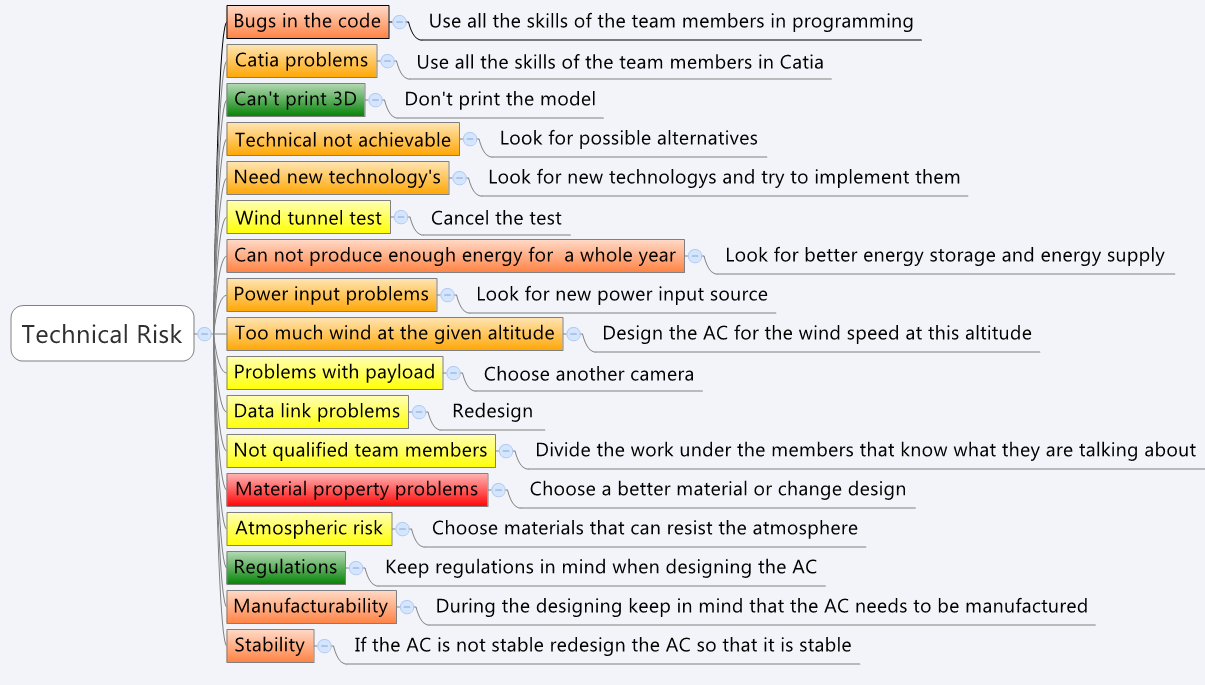 Bugs in the code Use all the skills of the team members in programming
Catia problems Use all the skills of the team members in Catia
Can't print 3D Don't print the model
Technical not achievable Look for possible alternatives
Need new technology's Look for new technologys and try to implement them
Wind tunnel test Cancel the test
Can not produce enough energy for  a whole year Look for better energy storage and energy supply
Power input problems Look for new power input source
Technical Risk
Too much wind at the given altitude Design the AC for the wind speed at this altitude
Problems with payload Choose another camera
Data link problems Redesign
Not qualified team members Divide the work under the members that know what they are talking about
Material property problems Choose a better material or change design
Atmospheric risk Choose materials that can resist the atmosphere
Regulations Keep regulations in mind when designing the AC
Manufacturability During the designing keep in mind that the AC needs to be manufactured
Stability If the AC is not stable redesign the AC so that it is stable